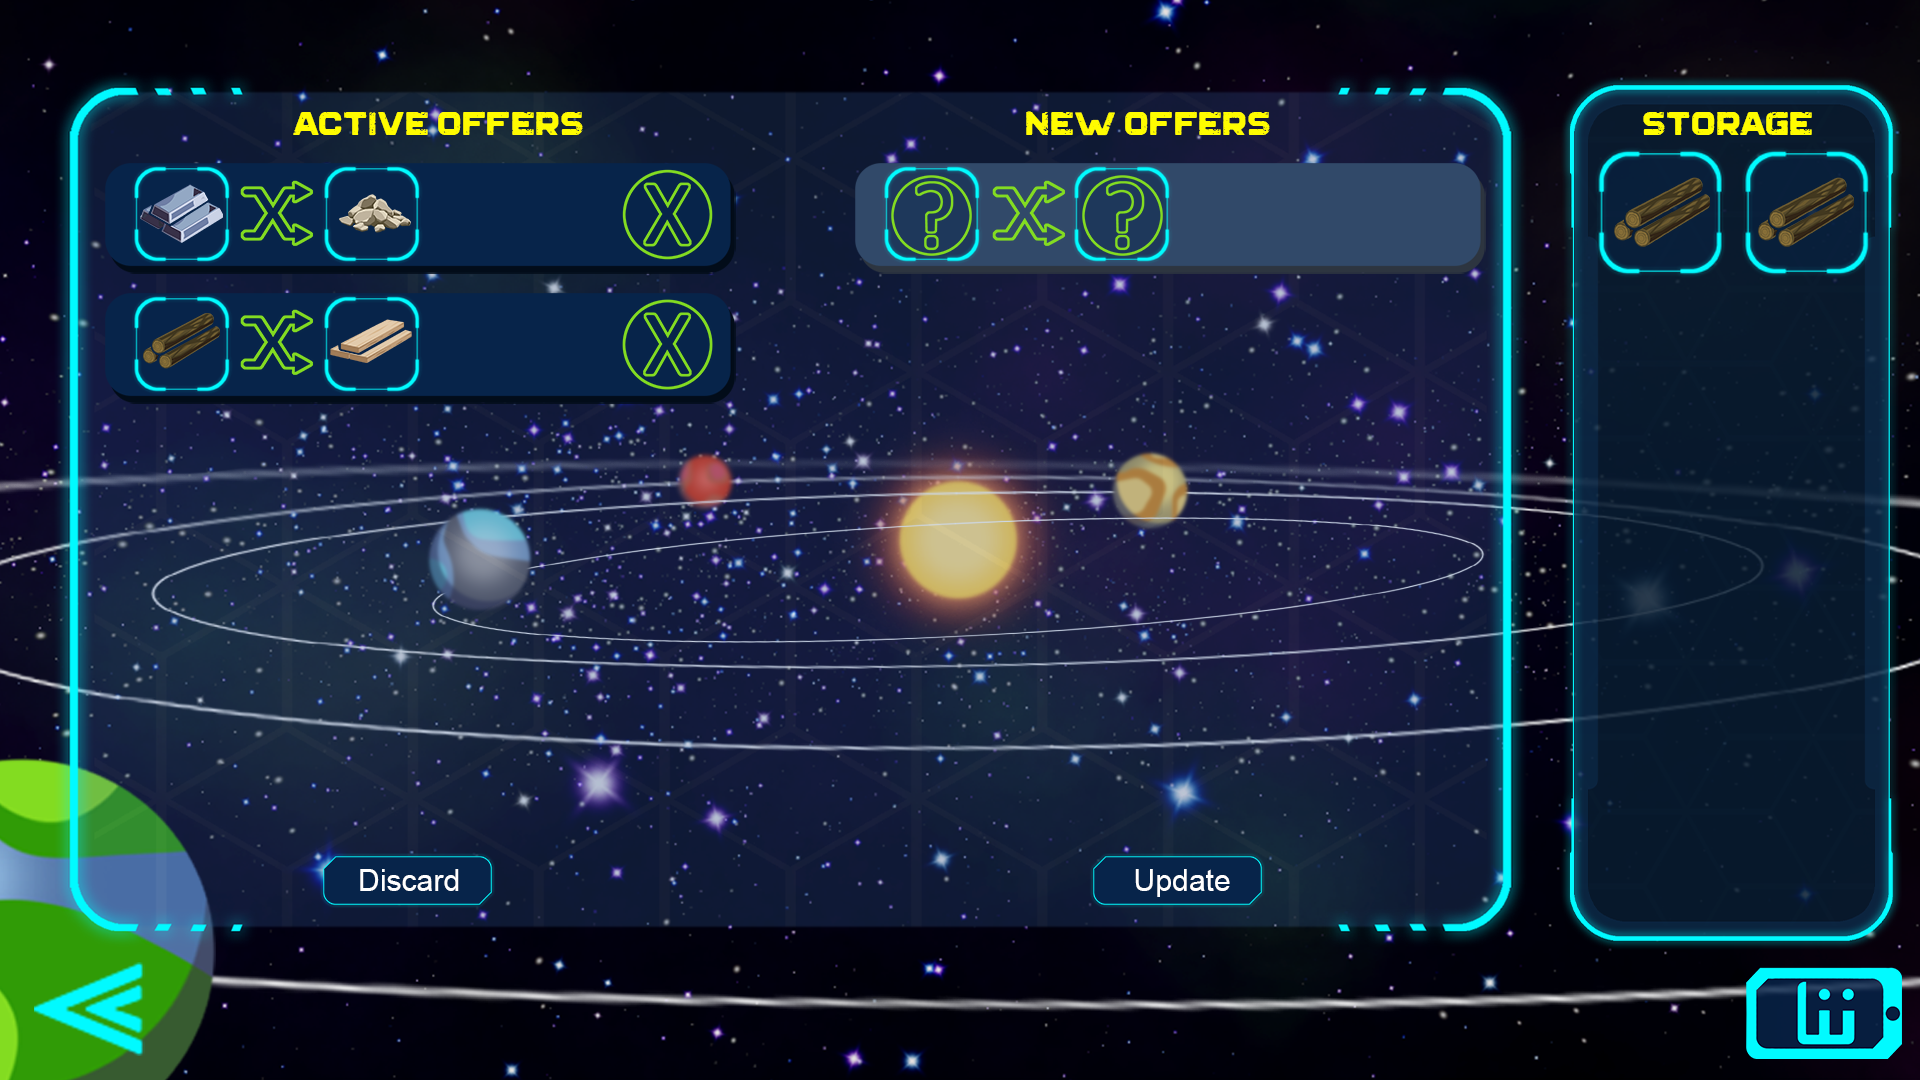 ACTIVE OFFERS
NEW OFFERS
STORAGE
X
? ?
X
Discard
Update